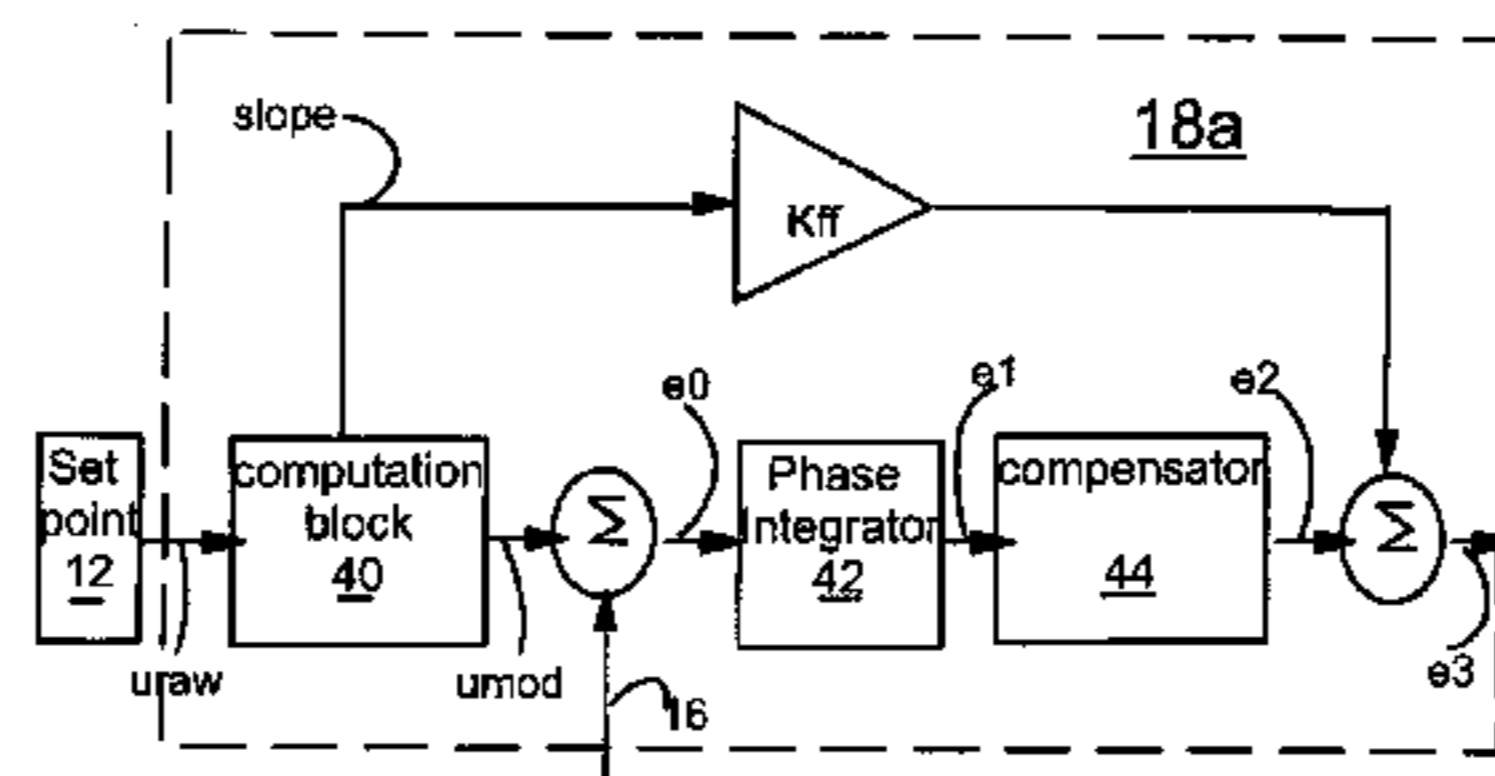 slope
18a
Kff
e0
e1
e2
Set
point
12
computation
block
40
Σ
Phase
Integrator
42
compensator
44
Σ
uraw
umod
16
e3